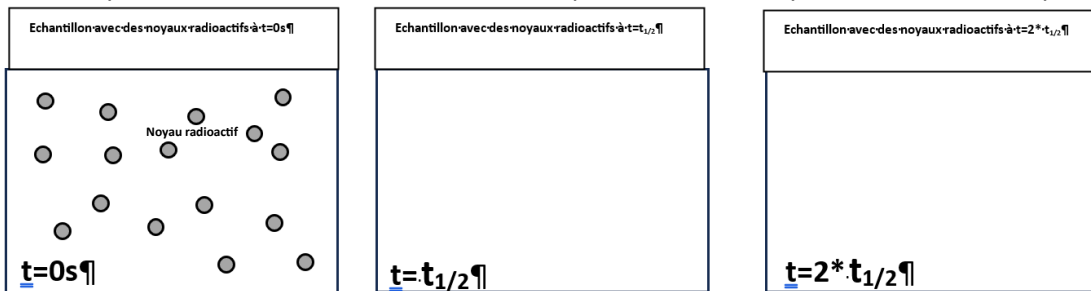 Echantillon·avec·des·noyaux·radioactifs·à·t=0s¶
Echantillon·avec·des·noyaux·radioactifs·à·t=t1/2¶
Echantillon·avec·des·noyaux·radioactifs·à·t=2*·t1/2¶
Noyau radioactif
t=0s¶
t=·t1/2¶
t=2*·t1/2¶